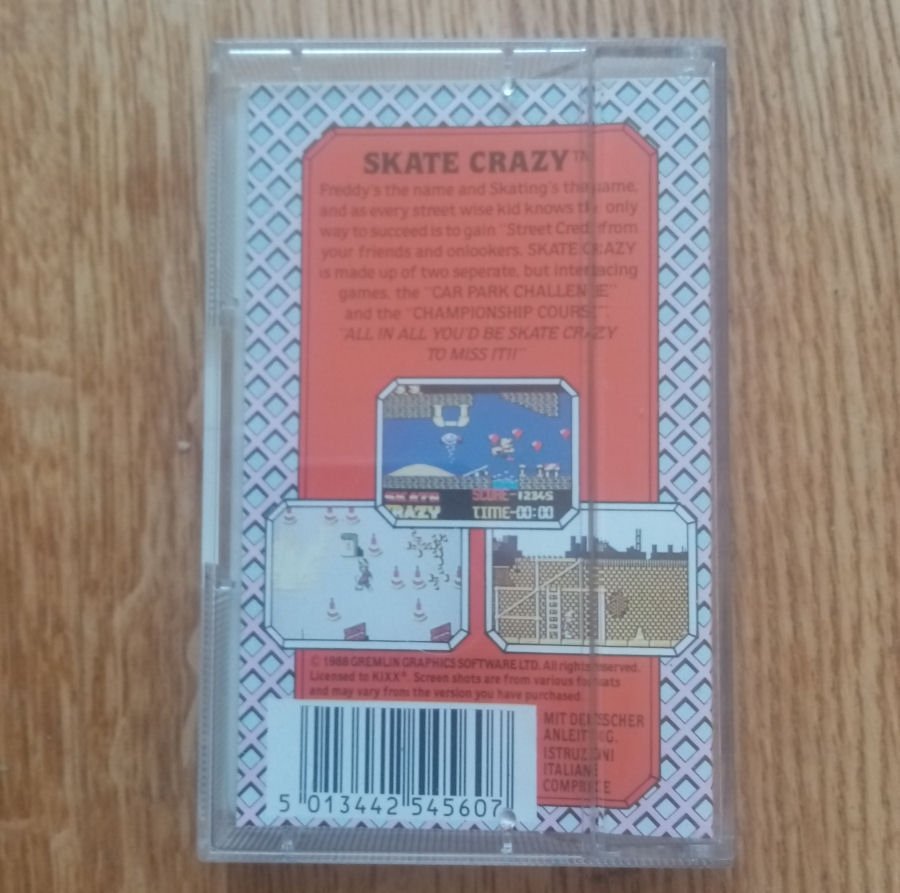 SKATE CRAZY™
Freddy's the name and Skating's the game,
and as every street wise kid knows the only
way to succeed is to gain "Street Cred" from
your friends and onlookers. SKATE CRAZY
is made up of two seperate, but interlacing
games, the "CAR PARK CHALLENGE"
and the "CHAMPIONSHIP COURSE".
"ALL IN ALL YOU'D BE SKATE CRAZY
TO MISS IT!!"
SKATE SCORE-12345
CRAZY TIME-00:00
© 1988 GREMLIN GRAPHICS SOFTWARE LTD. All rights reserved.
Licensed to KIXX®. Screen shots are from various formats
and may vary from the version you have purchased.
MIT DEUTSCHER
ANLEITUNG.
ISTRUZIONI
ITALIANE
COMPRESE
5 013442 545607